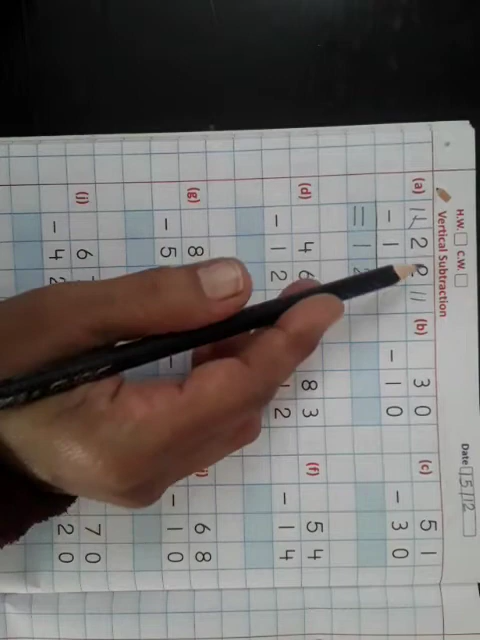 H.W. C.W. Date 15/12
Vertical Subtraction
(a) (b) 3 0 (c) 5 1
- 1 - 1 0 - 3 0
= 1 2
(d) 4 6 8 3 (f) 5 4
- 1 2 1 2 - 1 4
(g) 8 6 8
- 5 - - 1 0
(j) 6 7 0
- 4 2 2 0